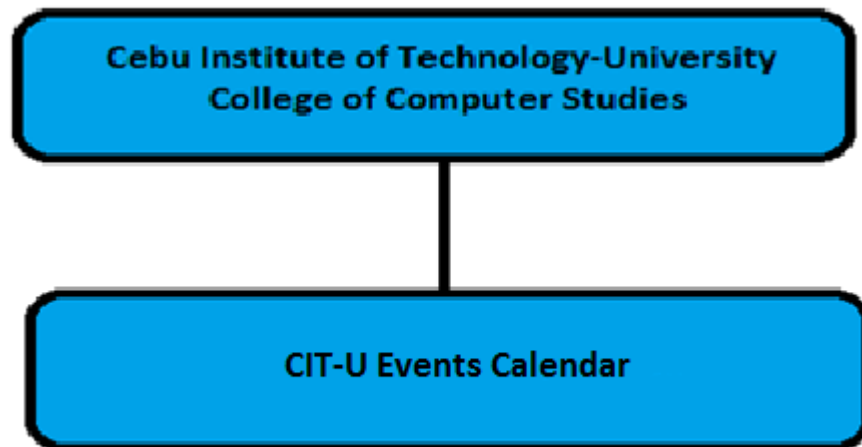 Cebu Institute of Technology-University
College of Computer Studies
CIT-U Events Calendar